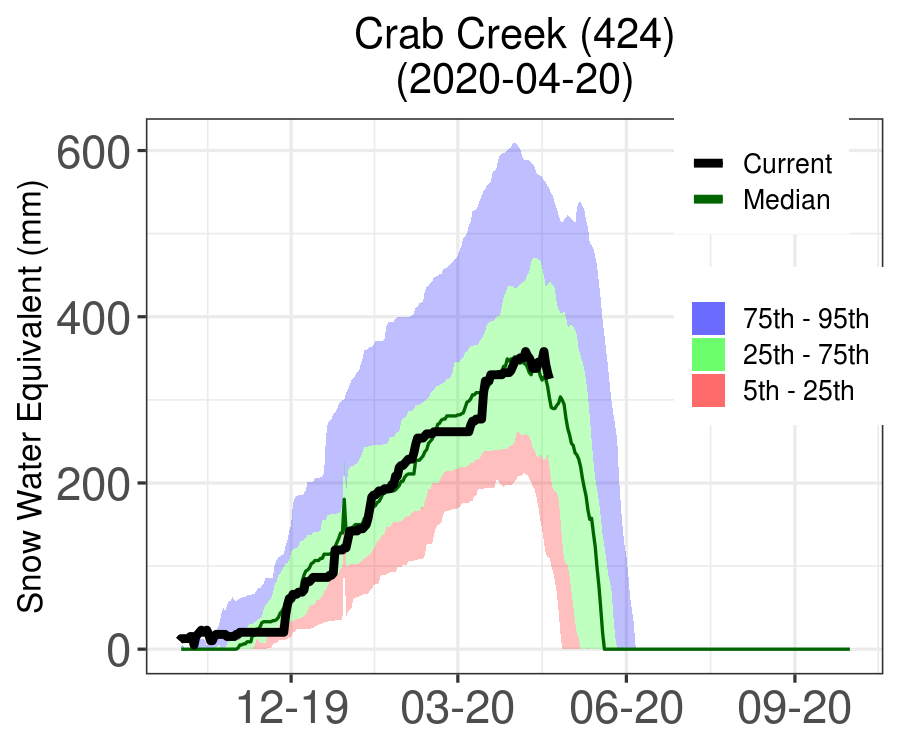 Crab Creek (424)
(2020-04-20)
Snow Water Equivalent (mm)
600
400
200
0
12-19
03-20
06-20
09-20
Current
Median
75th - 95th
25th - 75th
5th - 25th